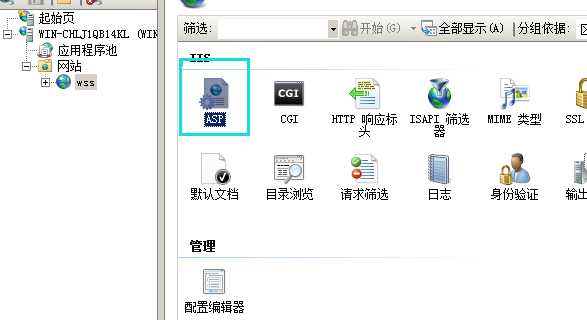 起始页
WIN-CHLJ1QB14KL (WIN
应用程序池
网站
wss
筛选: 开始(G) 全部显示(A) 分组依据:
IIS
ASP CGI HTTP 响应标头 ISAPI 筛选器 MIME 类型 SSL
默认文档 目录浏览 请求筛选 日志 身份验证 输出
管理
配置编辑器